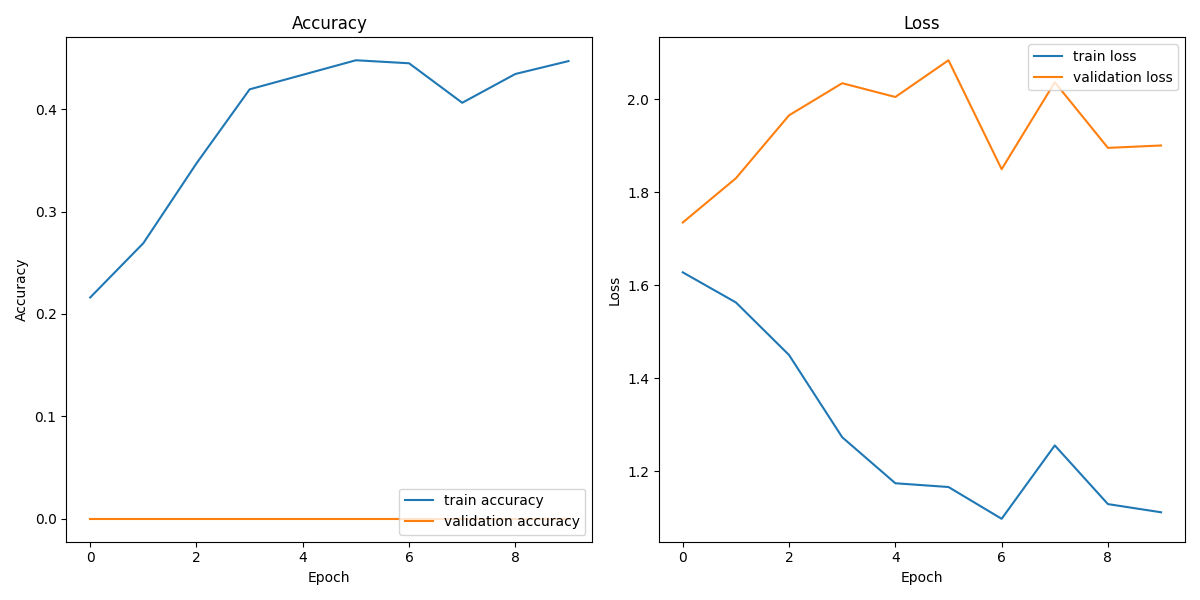 Accuracy
Accuracy
0.4
0.3
0.2
0.1
0.0
train accuracy
validation accuracy
0 2 4 6 8
Epoch
Loss
Loss
2.0
1.8
1.6
1.4
1.2
train loss
validation loss
0 2 4 6 8
Epoch